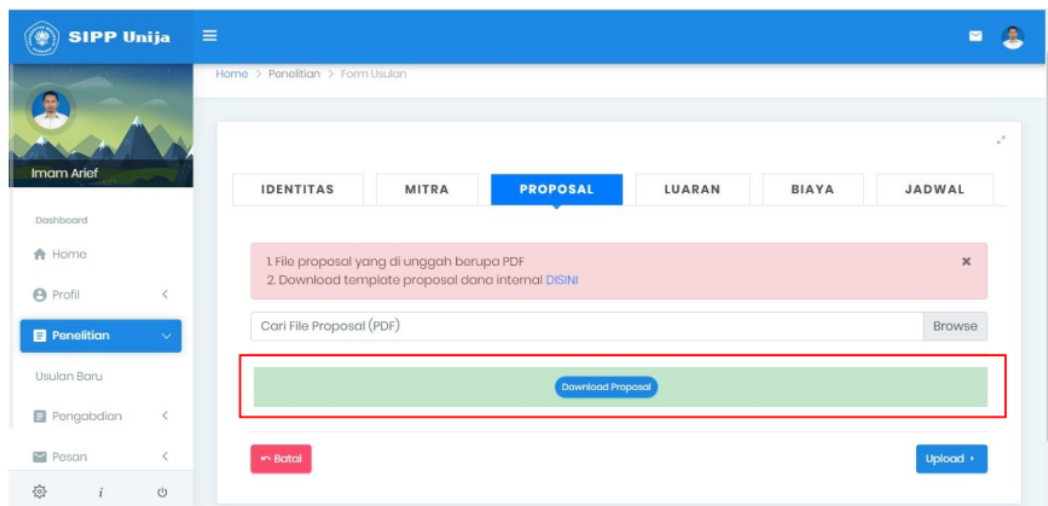 SIPP Unija
Home > Penelitian > Form Usulan
Imam Arief
IDENTITAS MITRA PROPOSAL LUARAN BIAYA JADWAL
Dashboard
Home
Profil
Penelitian
Usulan Baru
Pengabdian
Pesan
1. File proposal yang di unggah berupa PDF
2. Download template proposal dana internal DISINI
Cari File Proposal (PDF) Browse
Download Proposal
Batal Upload